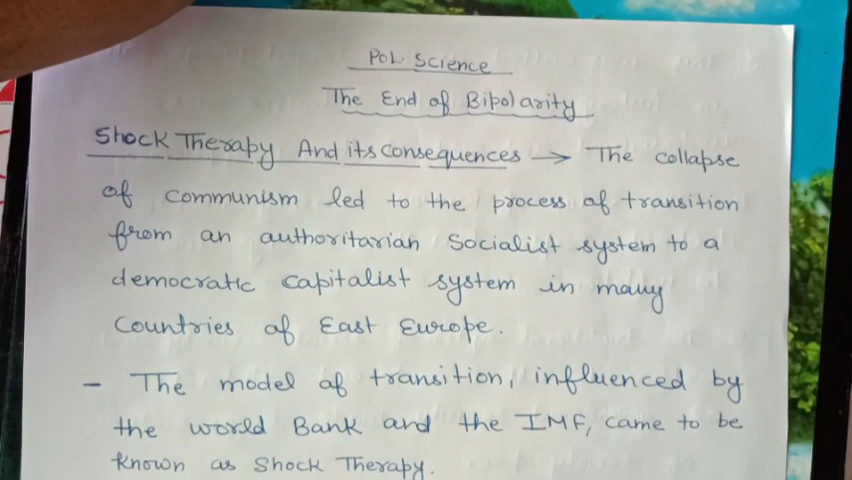 Pol. Science
The End of Bipolarity
Shock Therapy And its consequences → The collapse
of communism led to the process of transition
from an authoritarian Socialist system to a
democratic capitalist system in many
Countries of East Europe.
- The model of transition, influenced by
the world Bank and the IMF, came to be
known as Shock Therapy.